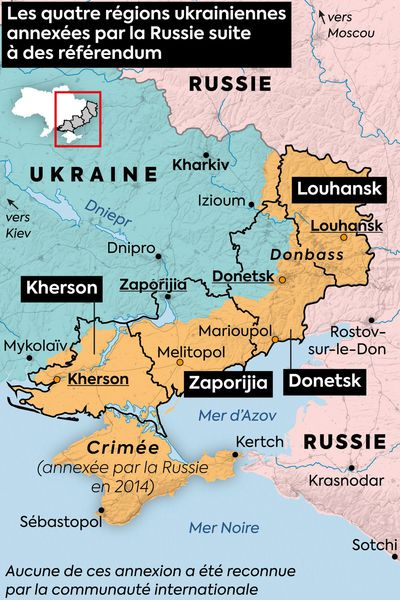 Les quatre régions ukrainiennes
annexées par la Russie suite
à des référendum
vers
Moscou
RUSSIE
Kharkiv
UKRAINE
Louhansk
Izioum
Dniepr
Louhansk
vers
Kiev
Donbass
Dnipro
Donetsk
Zaporijia
Kherson
Marioupol
Rostov-
sur-le-Don
Mykolaïv
Melitopol
Kherson
Zaporijia
Donetsk
Mer d'Azov
RUSSIE
Crimée
(annexée par la Russie
en 2014)
Kertch
Krasnodar
Sébastopol
Mer Noire
Sotchi
Aucune de ces annexion a été reconnue
par la communauté internationale